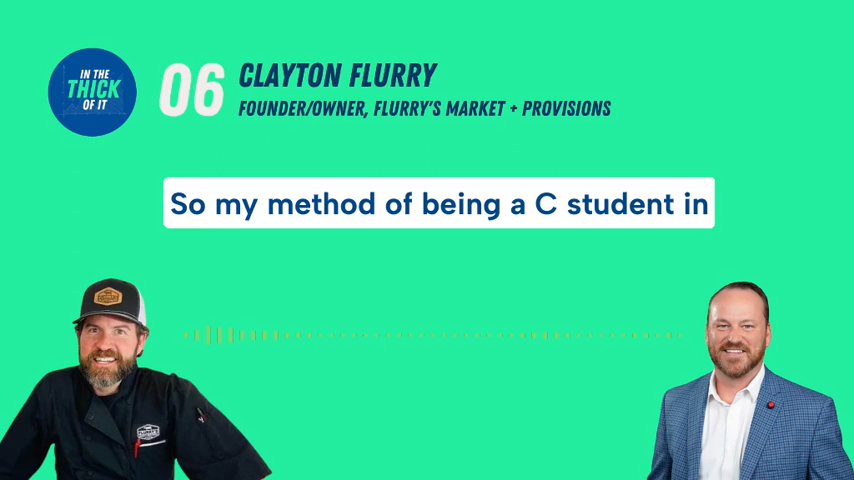 IN THE
THICK
OF IT
06
CLAYTON FLURRY
FOUNDER/OWNER, FLURRY'S MARKET + PROVISIONS
So my method of being a C student in